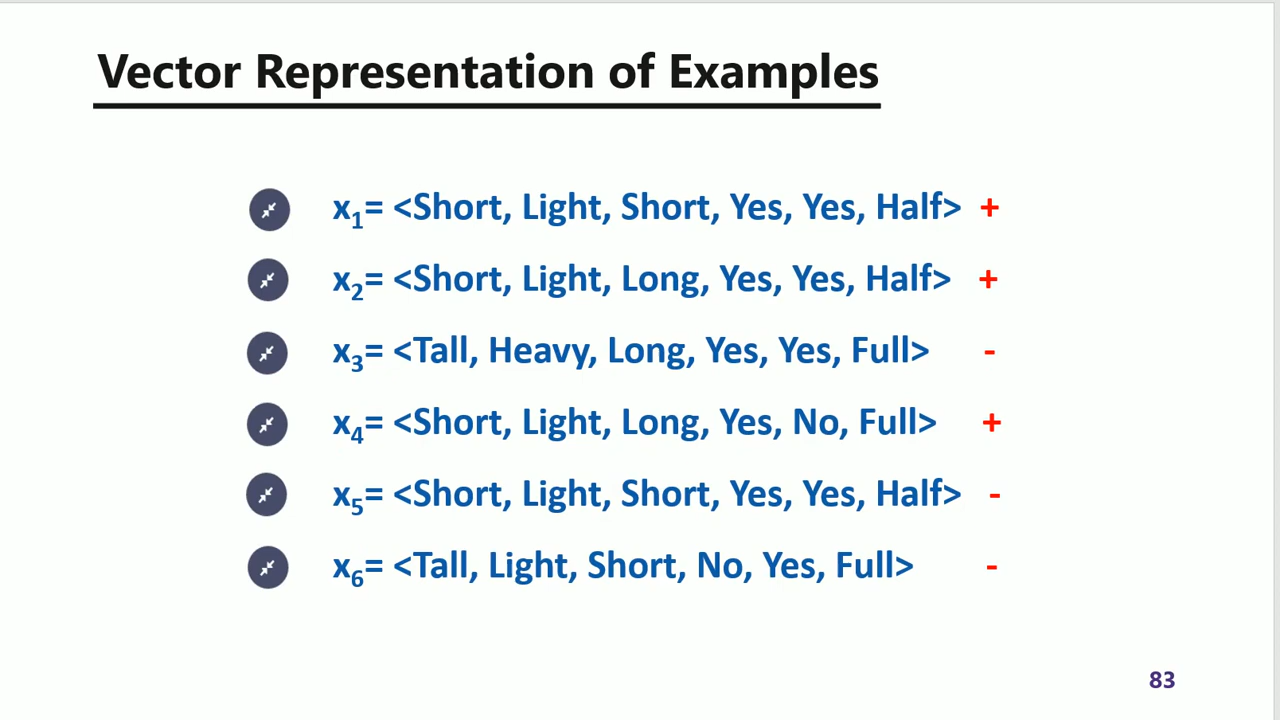 Vector Representation of Examples
x1= <Short, Light, Short, Yes, Yes, Half> +
x2= <Short, Light, Long, Yes, Yes, Half> +
x3= <Tall, Heavy, Long, Yes, Yes, Full> -
x4= <Short, Light, Long, Yes, No, Full> +
x5= <Short, Light, Short, Yes, Yes, Half> -
x6= <Tall, Light, Short, No, Yes, Full> -
83